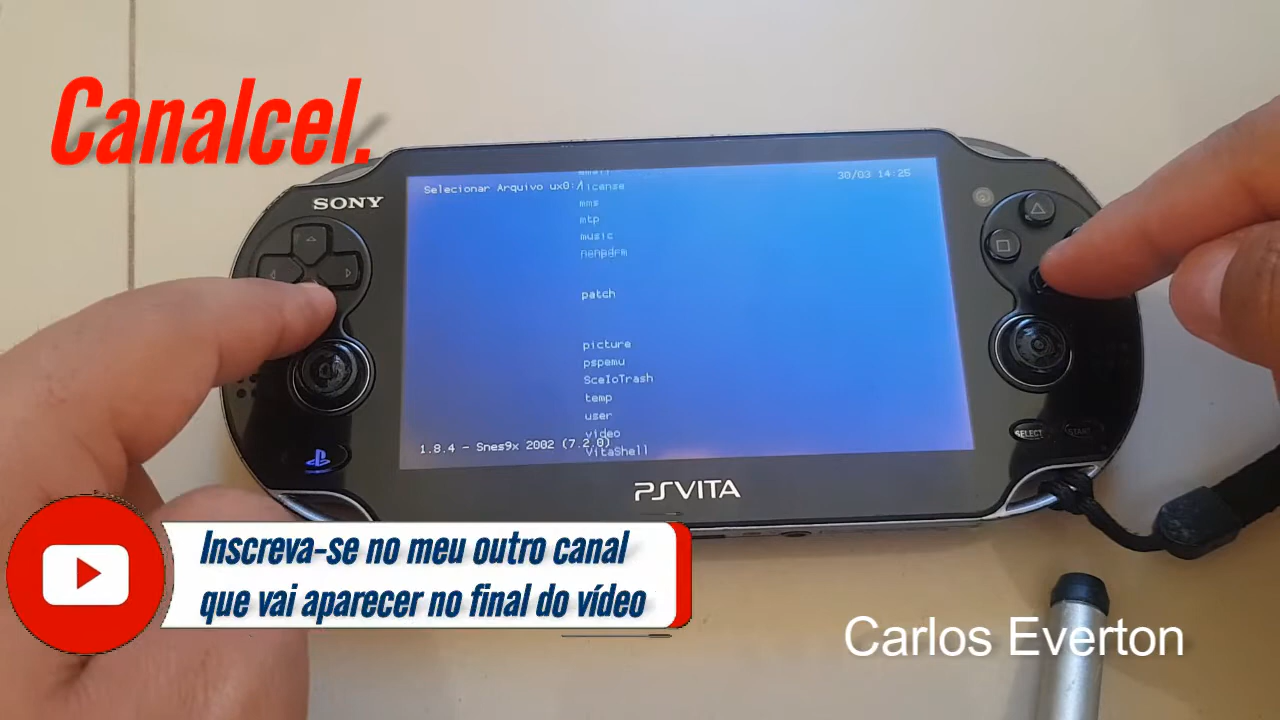 Canalcel.
Selecionar Arquivo ux0:/
30/03 14:25
license
mms
mtp
music
nonpdrm
patch
picture
pspemu
SceIoTrash
temp
user
video
VitaShell
1.8.4 - Snes9x 2002 (7.2.0)
SONY
SELECT
START
PSVITA
Inscreva-se no meu outro canal
que vai aparecer no final do vídeo
Carlos Everton